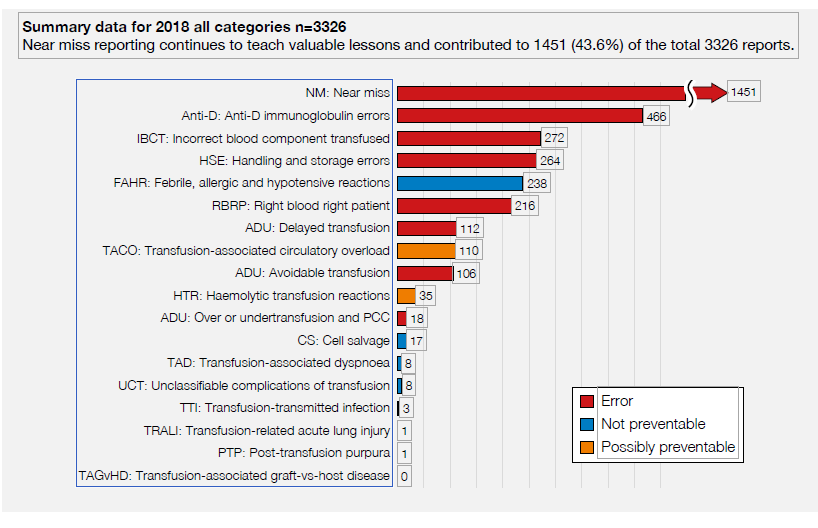 Summary data for 2018 all categories n=3326
Near miss reporting continues to teach valuable lessons and contributed to 1451 (43.6%) of the total 3326 reports.
NM: Near miss 1451
Anti-D: Anti-D immunoglobulin errors 466
IBCT: Incorrect blood component transfused 272
HSE: Handling and storage errors 264
FAHR: Febrile, allergic and hypotensive reactions 238
RBRP: Right blood right patient 216
ADU: Delayed transfusion 112
TACO: Transfusion-associated circulatory overload 110
ADU: Avoidable transfusion 106
HTR: Haemolytic transfusion reactions 35
ADU: Over or undertransfusion and PCC 18
CS: Cell salvage 17
TAD: Transfusion-associated dyspnoea 8
UCT: Unclassifiable complications of transfusion 8
TTI: Transfusion-transmitted infection 3
TRALI: Transfusion-related acute lung injury 1
PTP: Post-transfusion purpura 1
TAGvHD: Transfusion-associated graft-vs-host disease 0
Error
Not preventable
Possibly preventable